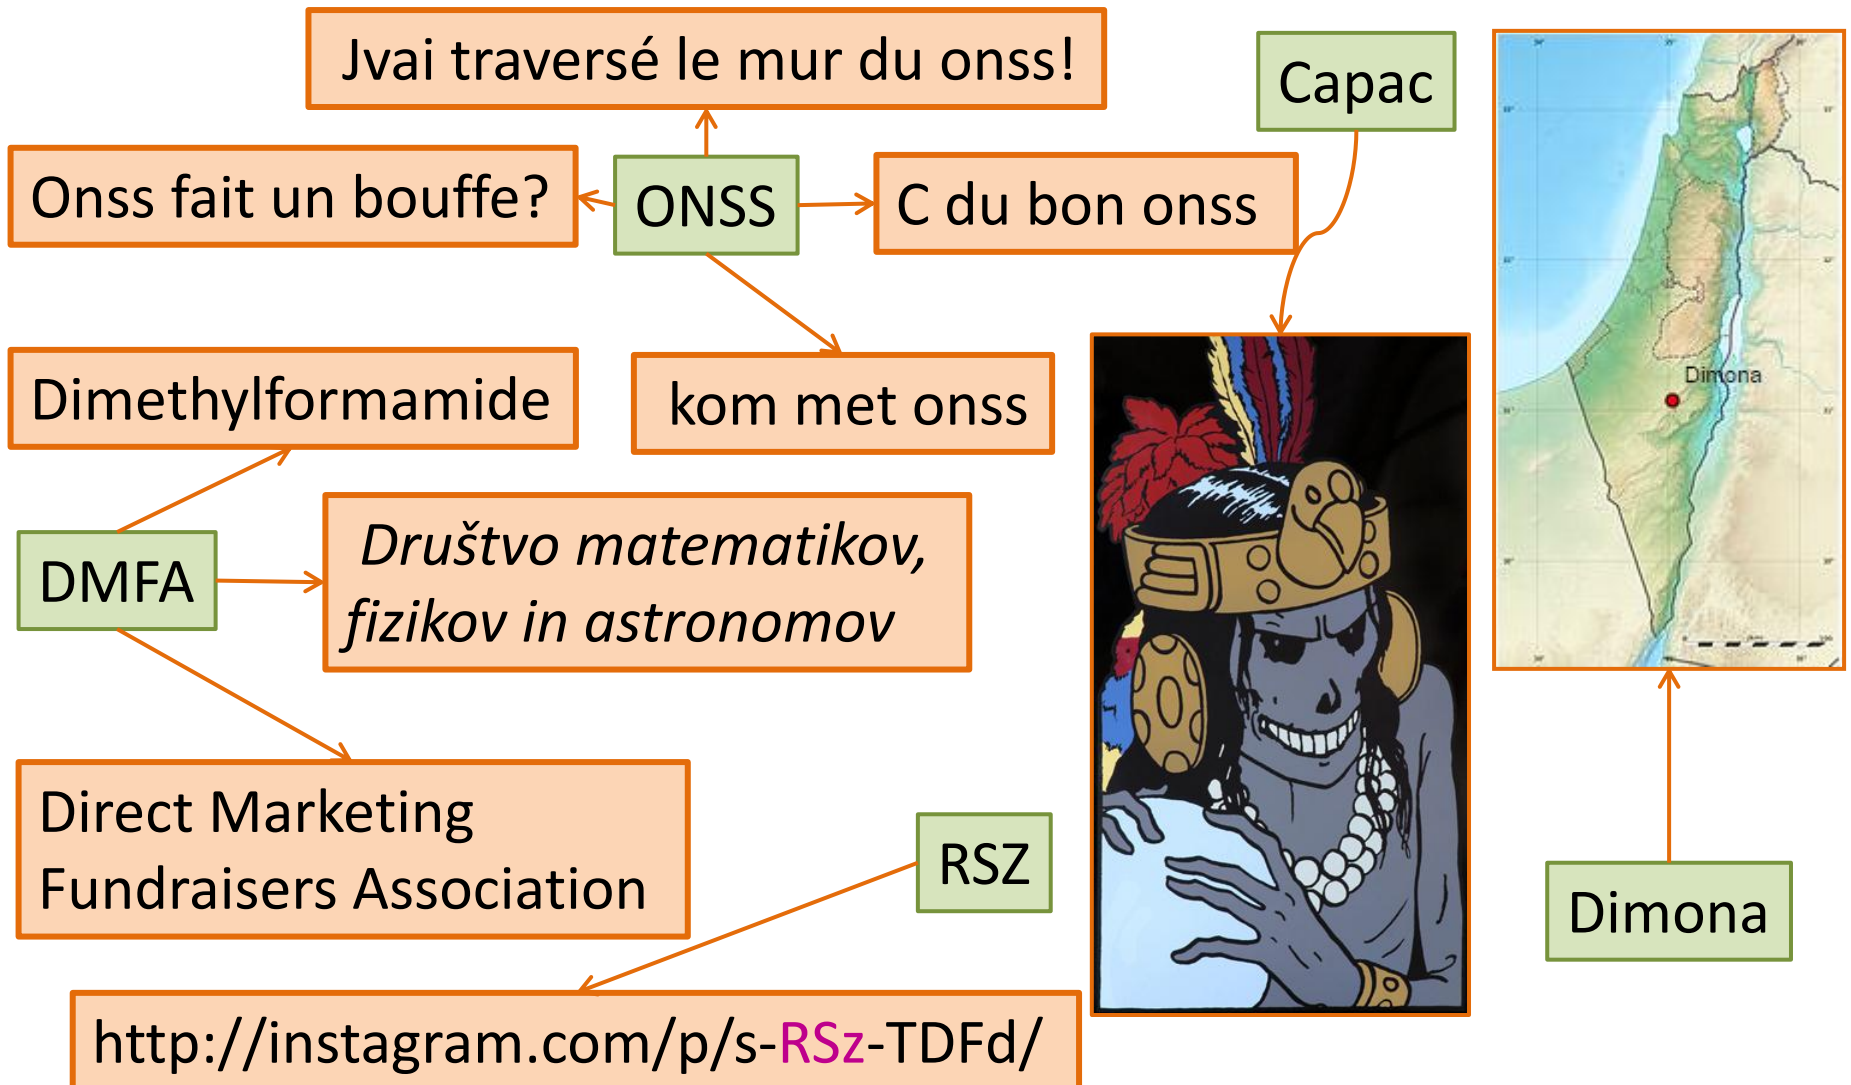 Jvai traversé le mur du onss!
Capac
Onss fait un bouffe?
ONSS
C du bon onss
Dimethylformamide
kom met onss
Dimona
DMFA
Društvo matematikov,
fizikov in astronomov
Direct Marketing
Fundraisers Association
RSZ
Dimona
http://instagram.com/p/s-RSz-TDFd/